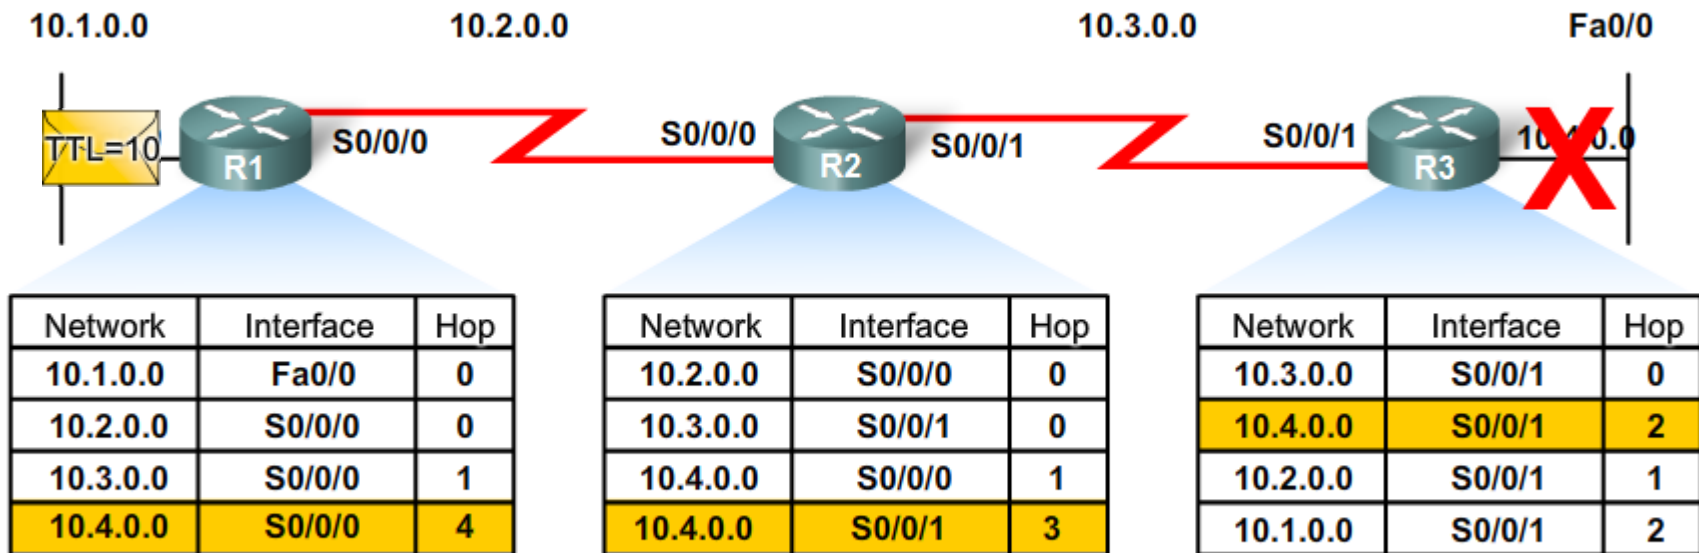 10.1.0.0 10.2.0.0 10.3.0.0 Fa0/0
TTL=10 R1 S0/0/0 S0/0/0 R2 S0/0/1 S0/0/1 R3 10.4.0.0
Network Interface Hop
10.1.0.0 Fa0/0 0
10.2.0.0 S0/0/0 0
10.3.0.0 S0/0/0 1
10.4.0.0 S0/0/0 4
Network Interface Hop
10.2.0.0 S0/0/0 0
10.3.0.0 S0/0/1 0
10.4.0.0 S0/0/0 1
10.4.0.0 S0/0/1 3
Network Interface Hop
10.3.0.0 S0/0/1 0
10.4.0.0 S0/0/1 2
10.2.0.0 S0/0/1 1
10.1.0.0 S0/0/1 2